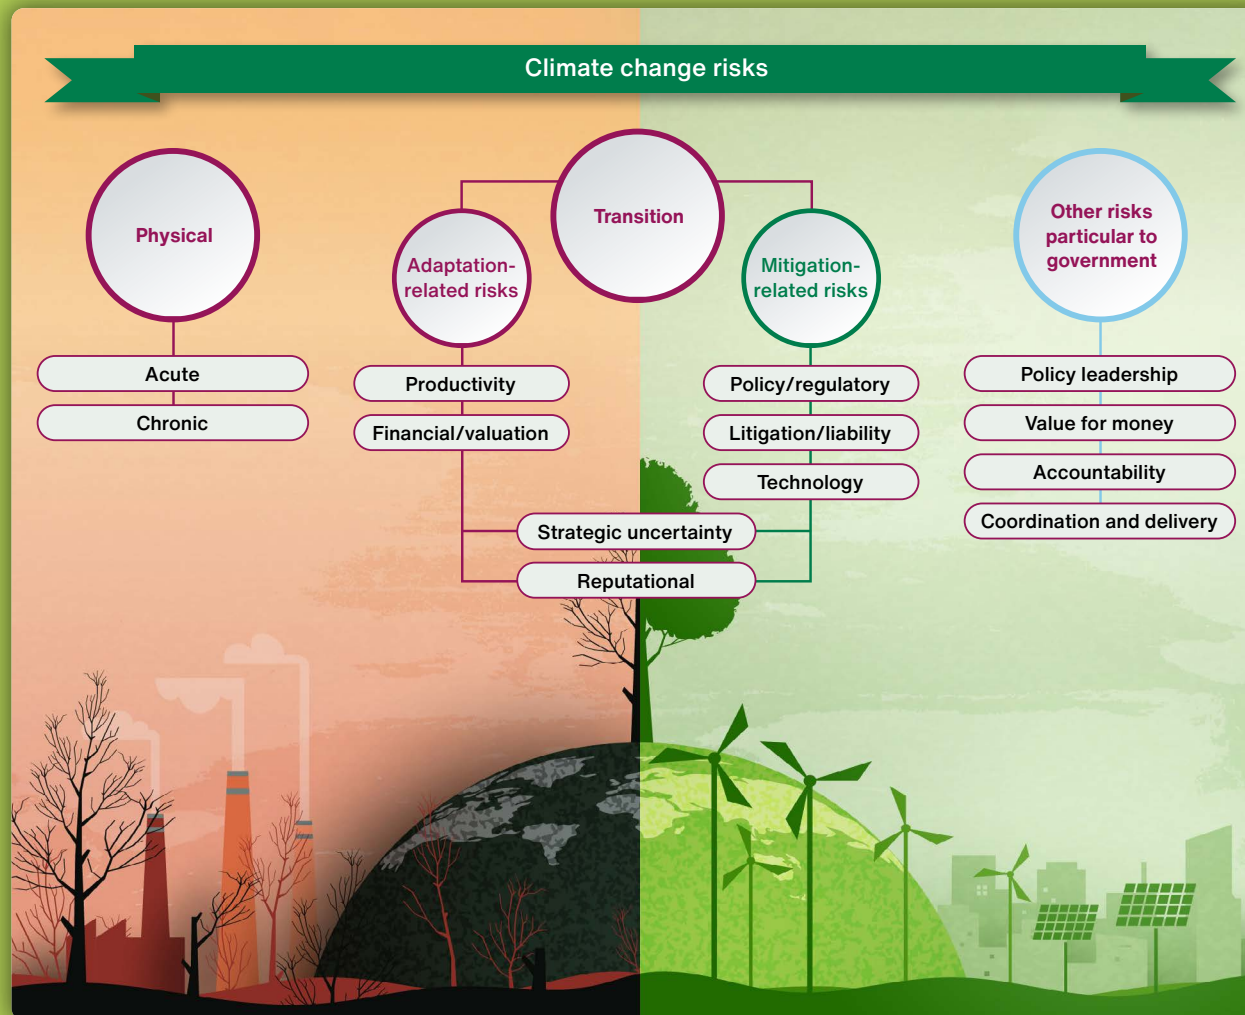 Climate change risks
Physical
Acute
Chronic
Transition
Adaptation-
related risks
Productivity
Financial/valuation
Mitigation-
related risks
Policy/regulatory
Litigation/liability
Technology
Strategic uncertainty
Reputational
Other risks
particular to
government
Policy leadership
Value for money
Accountability
Coordination and delivery